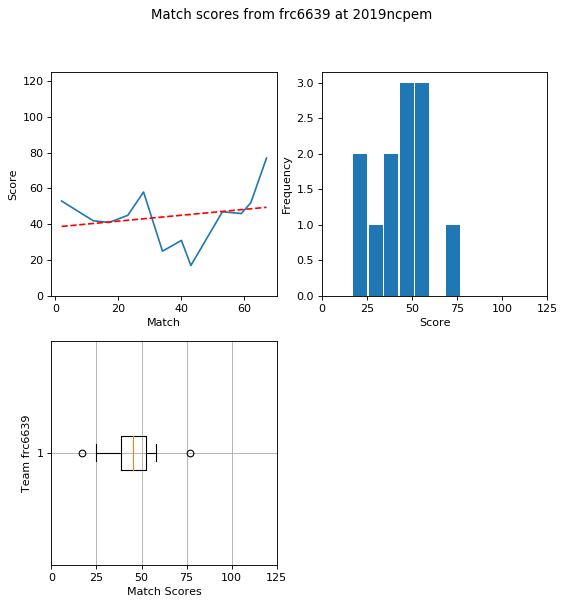 Match scores from frc6639 at 2019ncpem
120
100
80
60
40
20
0
Score
0 20 40 60
Match
3.0
2.5
2.0
1.5
1.0
0.5
0.0
Frequency
0 25 50 75 100 125
Score
1
Team frc6639
0 25 50 75 100 125
Match Scores